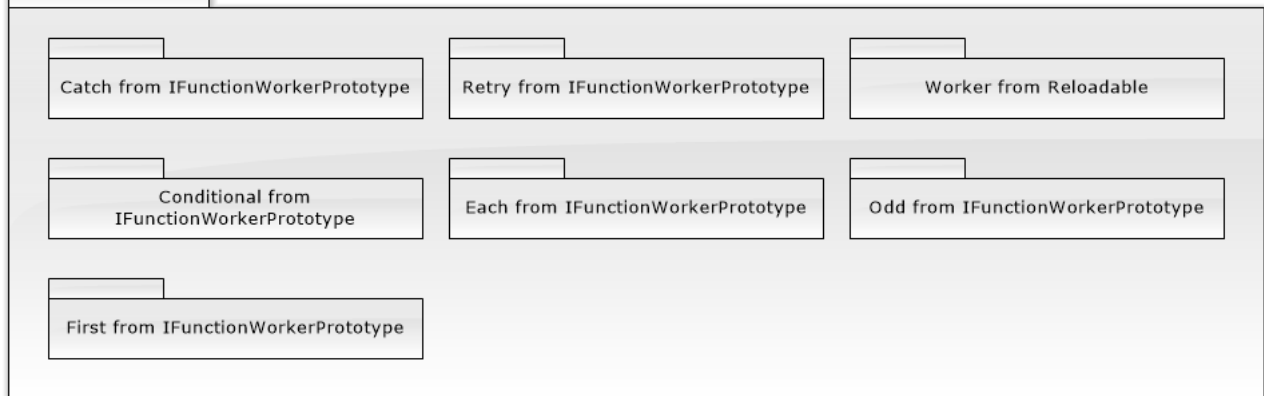 Catch from IFunctionWorkerPrototype
Retry from IFunctionWorkerPrototype
Worker from Reloadable
Conditional from
IFunctionWorkerPrototype
Each from IFunctionWorkerPrototype
Odd from IFunctionWorkerPrototype
First from IFunctionWorkerPrototype